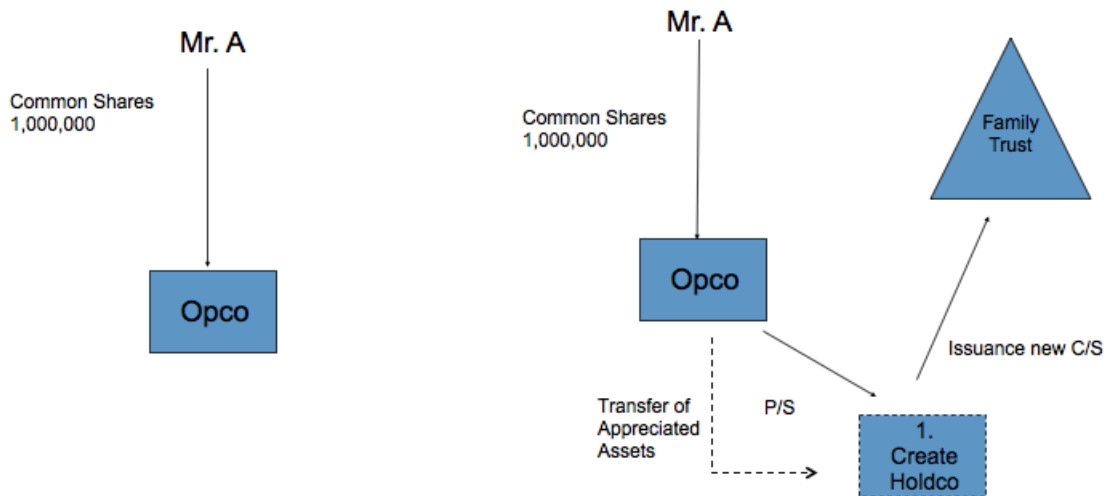 Mr. A
Common Shares
1,000,000
Opco
Mr. A
Common Shares
1,000,000
Opco
Family
Trust
Issuance new C/S
Transfer of
Appreciated
Assets
P/S
1.
Create
Holdco